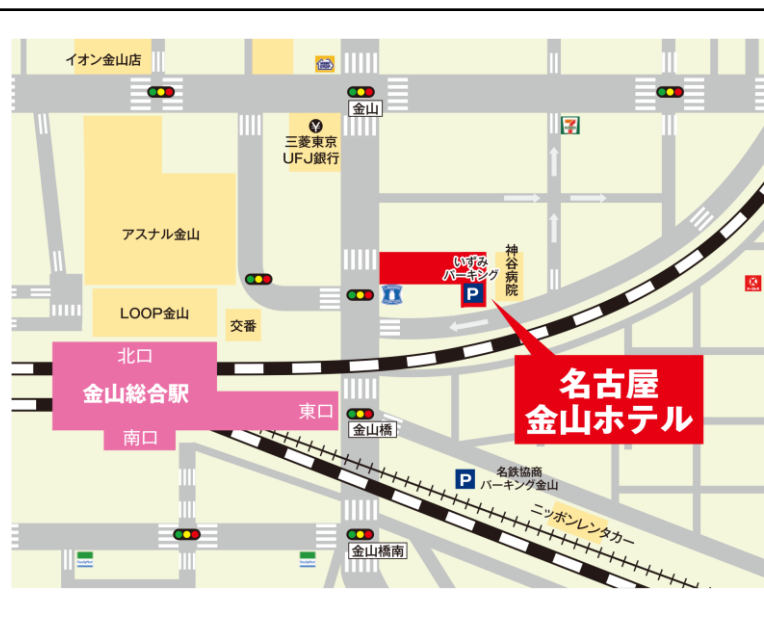 イオン金山店
金山
三菱東京
UFJ銀行
アスナル金山
いずみ
パーキング
P
神谷病院
LOOP金山
交番
北口
金山総合駅
東口
南口
名古屋
金山ホテル
金山橋
P
名鉄協商
パーキング金山
ニッポンレンタカー
金山橋南